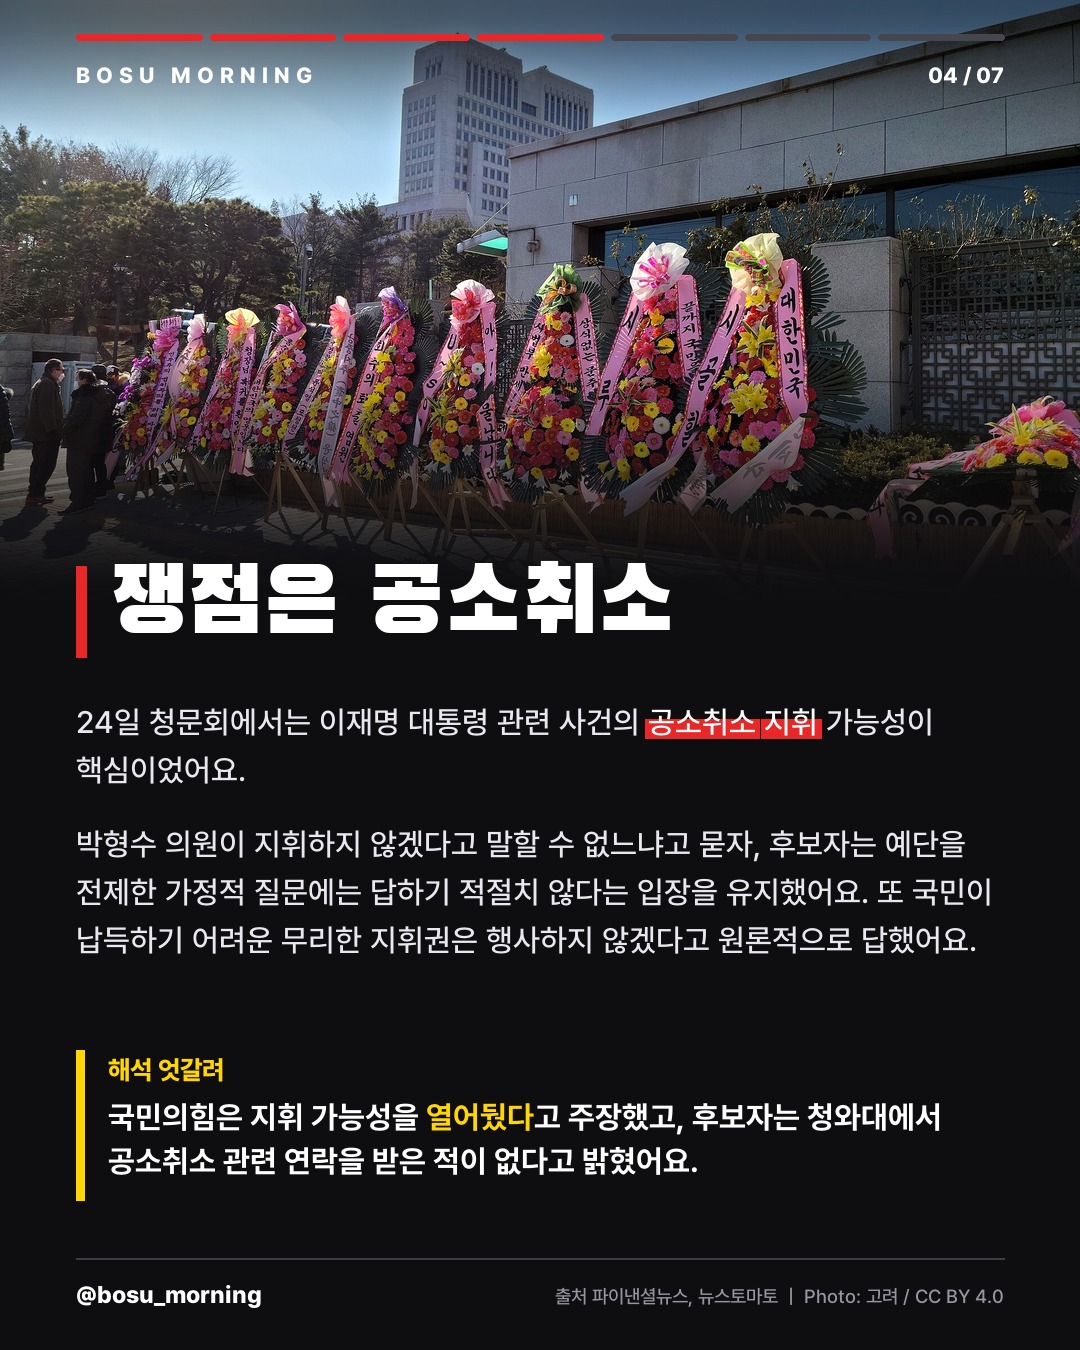 BOSU MORNING
04 / 07
대한민국
쟁점은 공소취소
24일 청문회에서는 이재명 대통령 관련 사건의 공소취소 지휘 가능성이
핵심이었어요.
박형수 의원이 지휘하지 않겠다고 말할 수 없느냐고 묻자, 후보자는 예단을
전제한 가정적 질문에는 답하기 적절치 않다는 입장을 유지했어요. 또 국민이
납득하기 어려운 무리한 지휘권은 행사하지 않겠다고 원론적으로 답했어요.
해석 엇갈려
국민의힘은 지휘 가능성을 열어뒀다고 주장했고, 후보자는 청와대에서
공소취소 관련 연락을 받은 적이 없다고 밝혔어요.
@bosu_morning
출처 파이낸셜뉴스, 뉴스토마토 | Photo: 고려 / CC BY 4.0